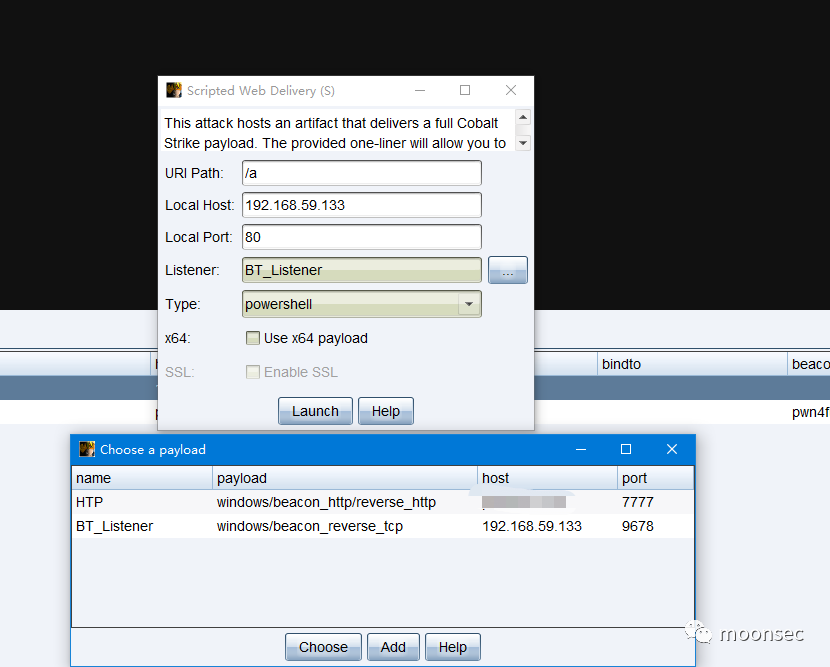 Scripted Web Delivery (S)
This attack hosts an artifact that delivers a full Cobalt
Strike payload. The provided one-liner will allow you to
URI Path: /a
Local Host: 192.168.59.133
Local Port: 80
Listener: BT_Listener ...
Type: powershell
x64: Use x64 payload
SSL: Enable SSL
Launch Help
bindto beaco
pwn4f
Choose a payload
name payload host port
HTP windows/beacon_http/reverse_http 7777
BT_Listener windows/beacon_reverse_tcp 192.168.59.133 9678
Choose Add Help
moonsec